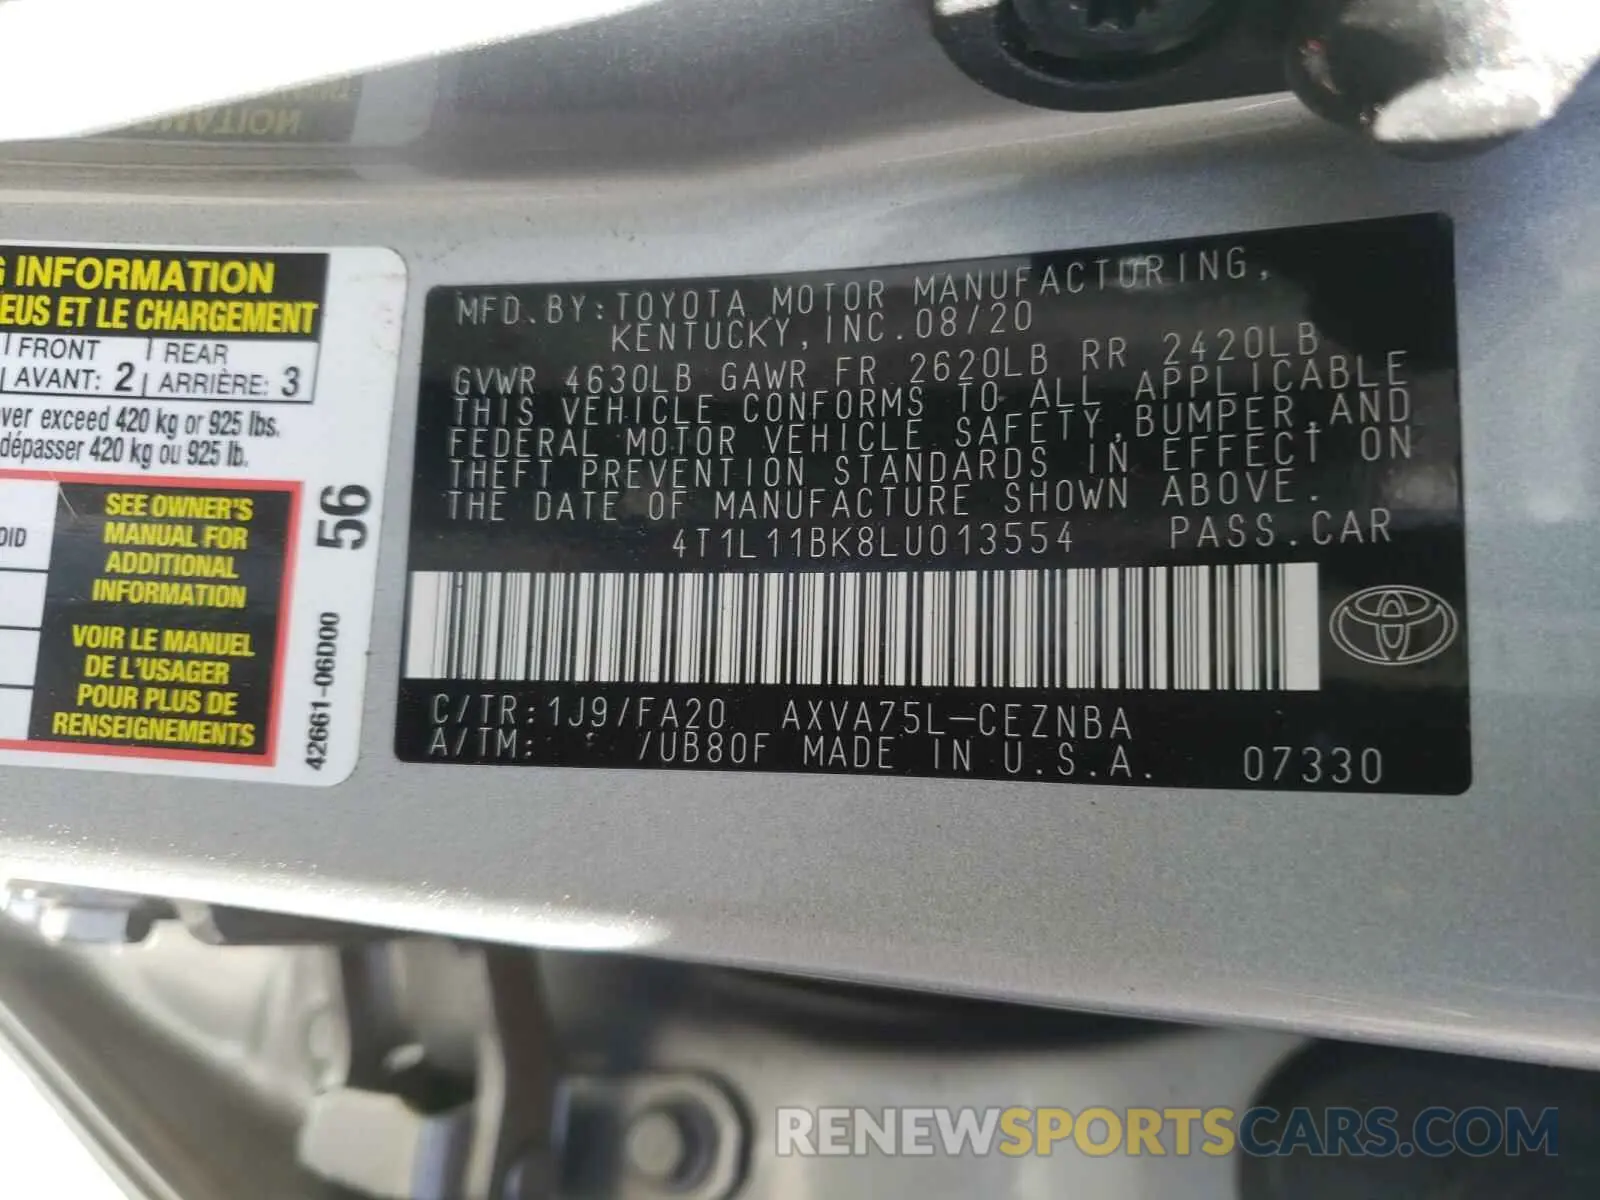 G INFORMATION
EUS ET LE CHARGEMENT
FRONT REAR
AVANT: 2 ARRIÈRE: 3
ver exceed 420 kg or 925 lbs.
dépasser 420 kg ou 925 lb.
OID
SEE OWNER'S
MANUAL FOR
ADDITIONAL
INFORMATION
VOIR LE MANUEL
DE L'USAGER
POUR PLUS DE
RENSEIGNEMENTS
56
42661-06D00
MFD. BY: TOYOTA MOTOR MANUFACTURING,
KENTUCKY, INC. 08/20
GVWR 4630LB GAWR FR 2620LB RR 2420LB
THIS VEHICLE CONFORMS TO ALL APPLICABLE
FEDERAL MOTOR VEHICLE SAFETY, BUMPER, AND
THEFT PREVENTION STANDARDS IN EFFECT ON
THE DATE OF MANUFACTURE SHOWN ABOVE.
4T1L11BK8LU013554 PASS. CAR
C/TR: 1J9/FA20 AXVA75L-CEZNBA
A/TM: /UB80F MADE IN U.S.A. 07330
RENEWSPORTSCARS.COM